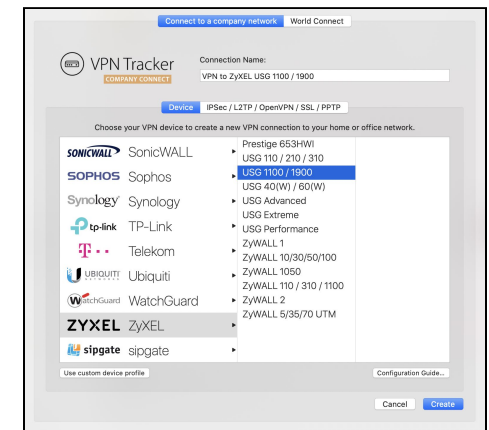 Connect to a company network World Connect
VPN Tracker
COMPANY CONNECT
Connection Name:
VPN to ZyXEL USG 1100 / 1900
Device IPSec / L2TP / OpenVPN / SSL / PPTP
Choose your VPN device to create a new VPN connection to your home or office network.
SONICWALL SonicWALL
SOPHOS Sophos
Synology Synology
tp-link TP-Link
T Telekom
UBIQUITI NETWORKS Ubiquiti
WatchGuard WatchGuard
ZYXEL ZyXEL
sipgate sipgate
Prestige 653HWI
USG 110 / 210 / 310
USG 1100 / 1900
USG 40(W) / 60(W)
USG Advanced
USG Extreme
USG Performance
ZyWALL 1
ZyWALL 10/30/50/100
ZyWALL 1050
ZyWALL 110 / 310 / 1100
ZyWALL 2
ZyWALL 5/35/70 UTM
Use custom device profile
Configuration Guide...
Cancel Create